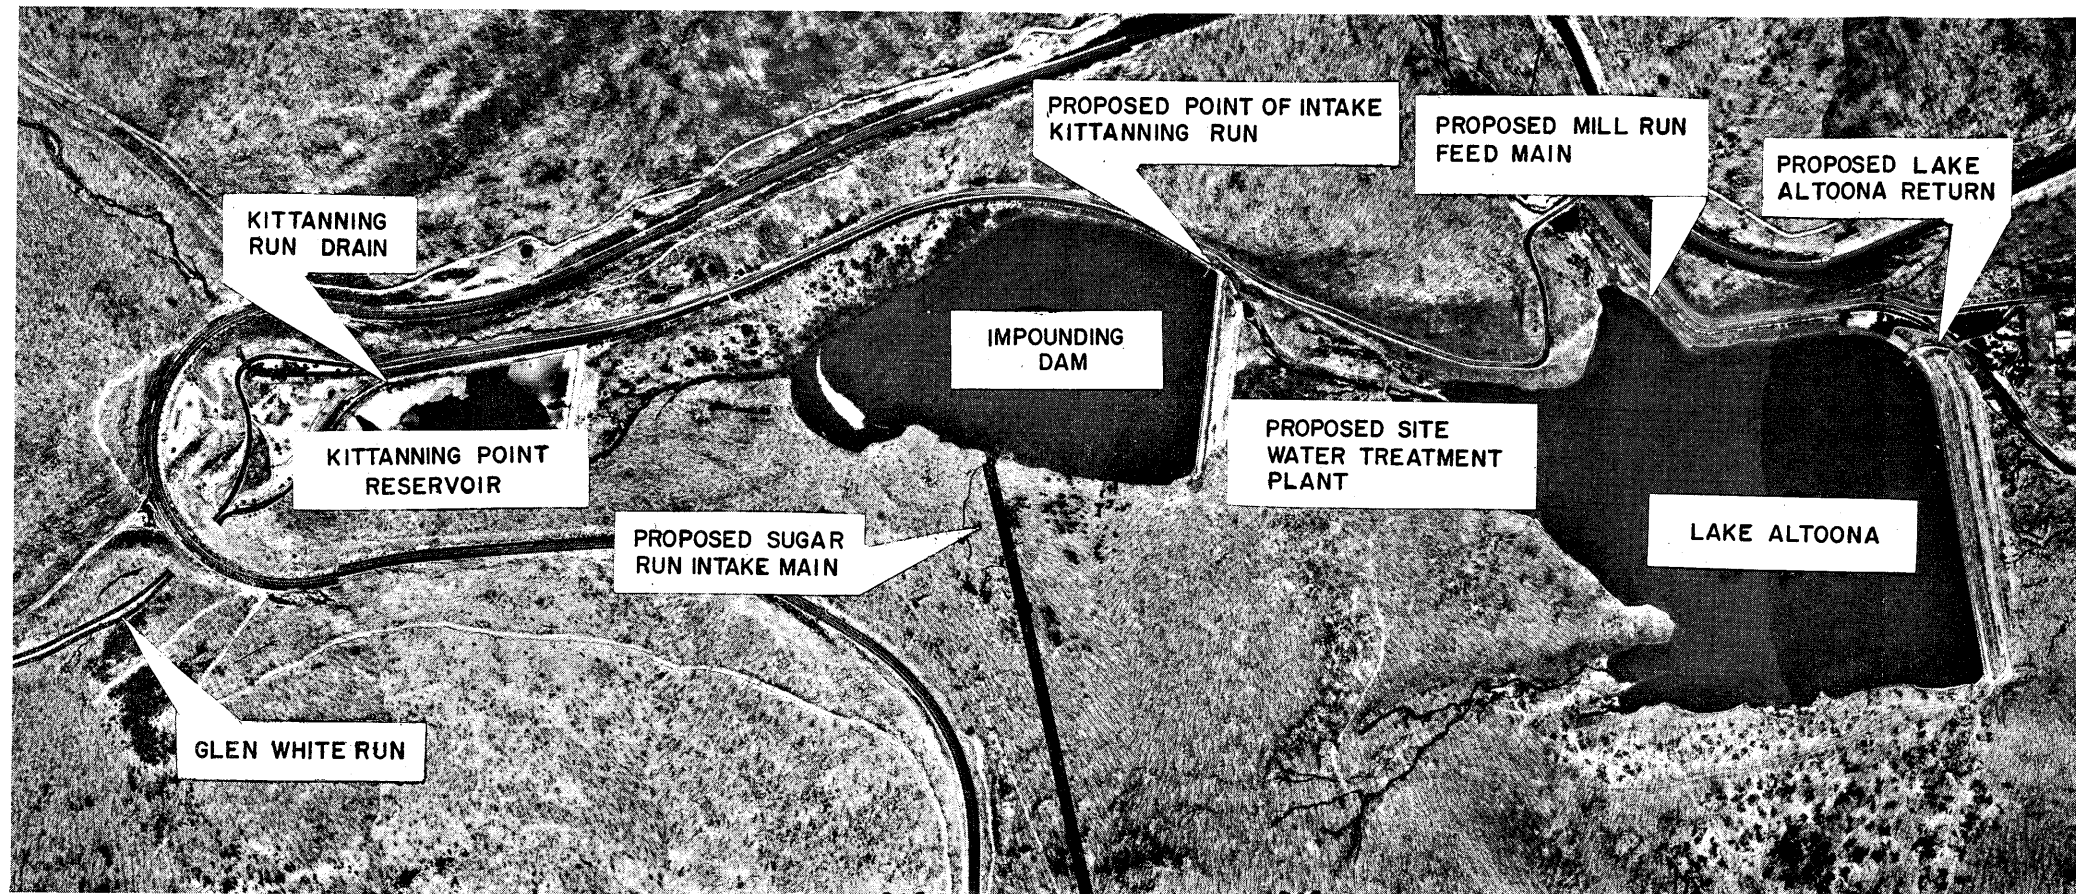 PROPOSED POINT OF INTAKE
KITTANNING RUN
PROPOSED MILL RUN
FEED MAIN
PROPOSED LAKE
ALTOONA RETURN
KITTANNING
RUN DRAIN
IMPOUNDING
DAM
KITTANNING POINT
RESERVOIR
PROPOSED SITE
WATER TREATMENT
PLANT
PROPOSED SUGAR
RUN INTAKE MAIN
LAKE ALTOONA
GLEN WHITE RUN